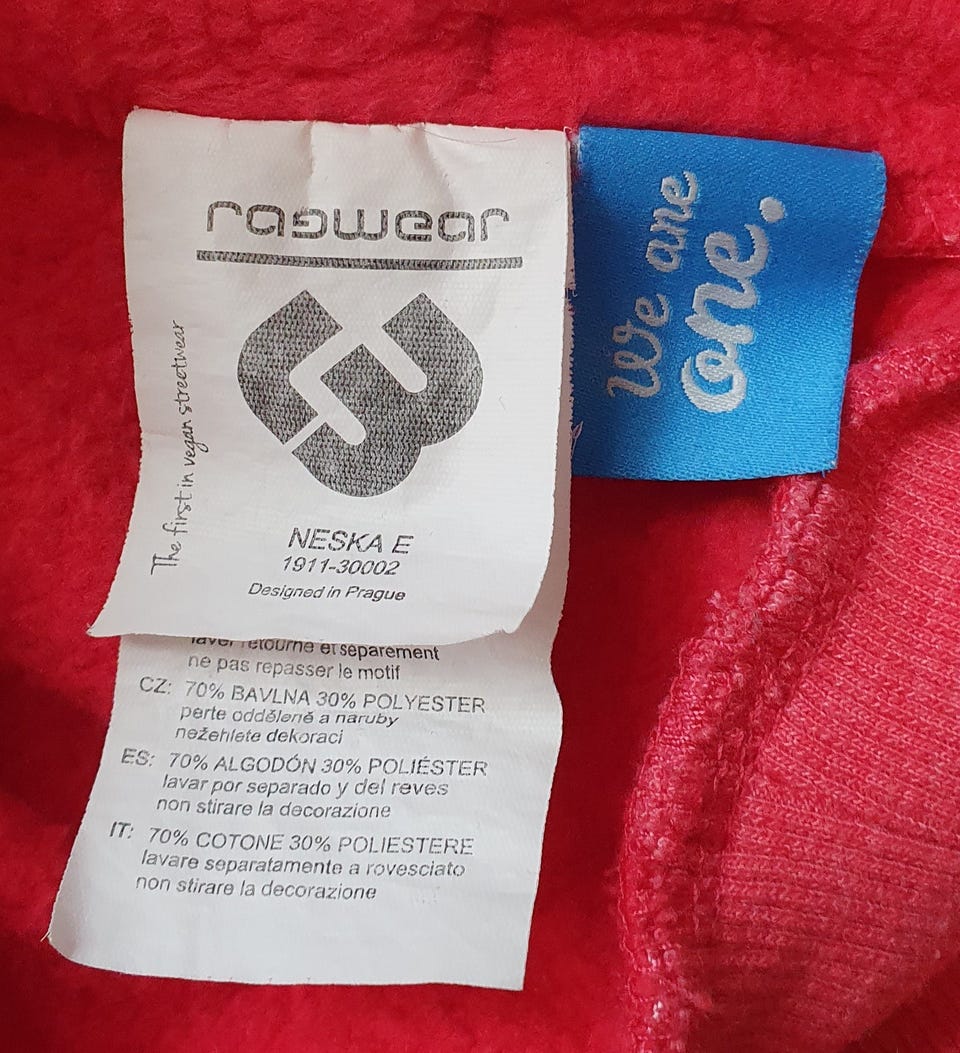 ragwear
The first in vegan streetwear
NESKA E
1911-30002
Designed in Prague
laver retourne et séparement
ne pas repasser le motif
CZ: 70% BAVLNA 30% POLYESTER
perte odděleně a naruby
nežehlete dekoraci
ES: 70% ALGODÓN 30% POLIÉSTER
lavar por separado y del reves
non stirare la decorazione
IT: 70% COTONE 30% POLIESTERE
lavare separatamente a rovesciato
non stirare la decorazione
We are
one.